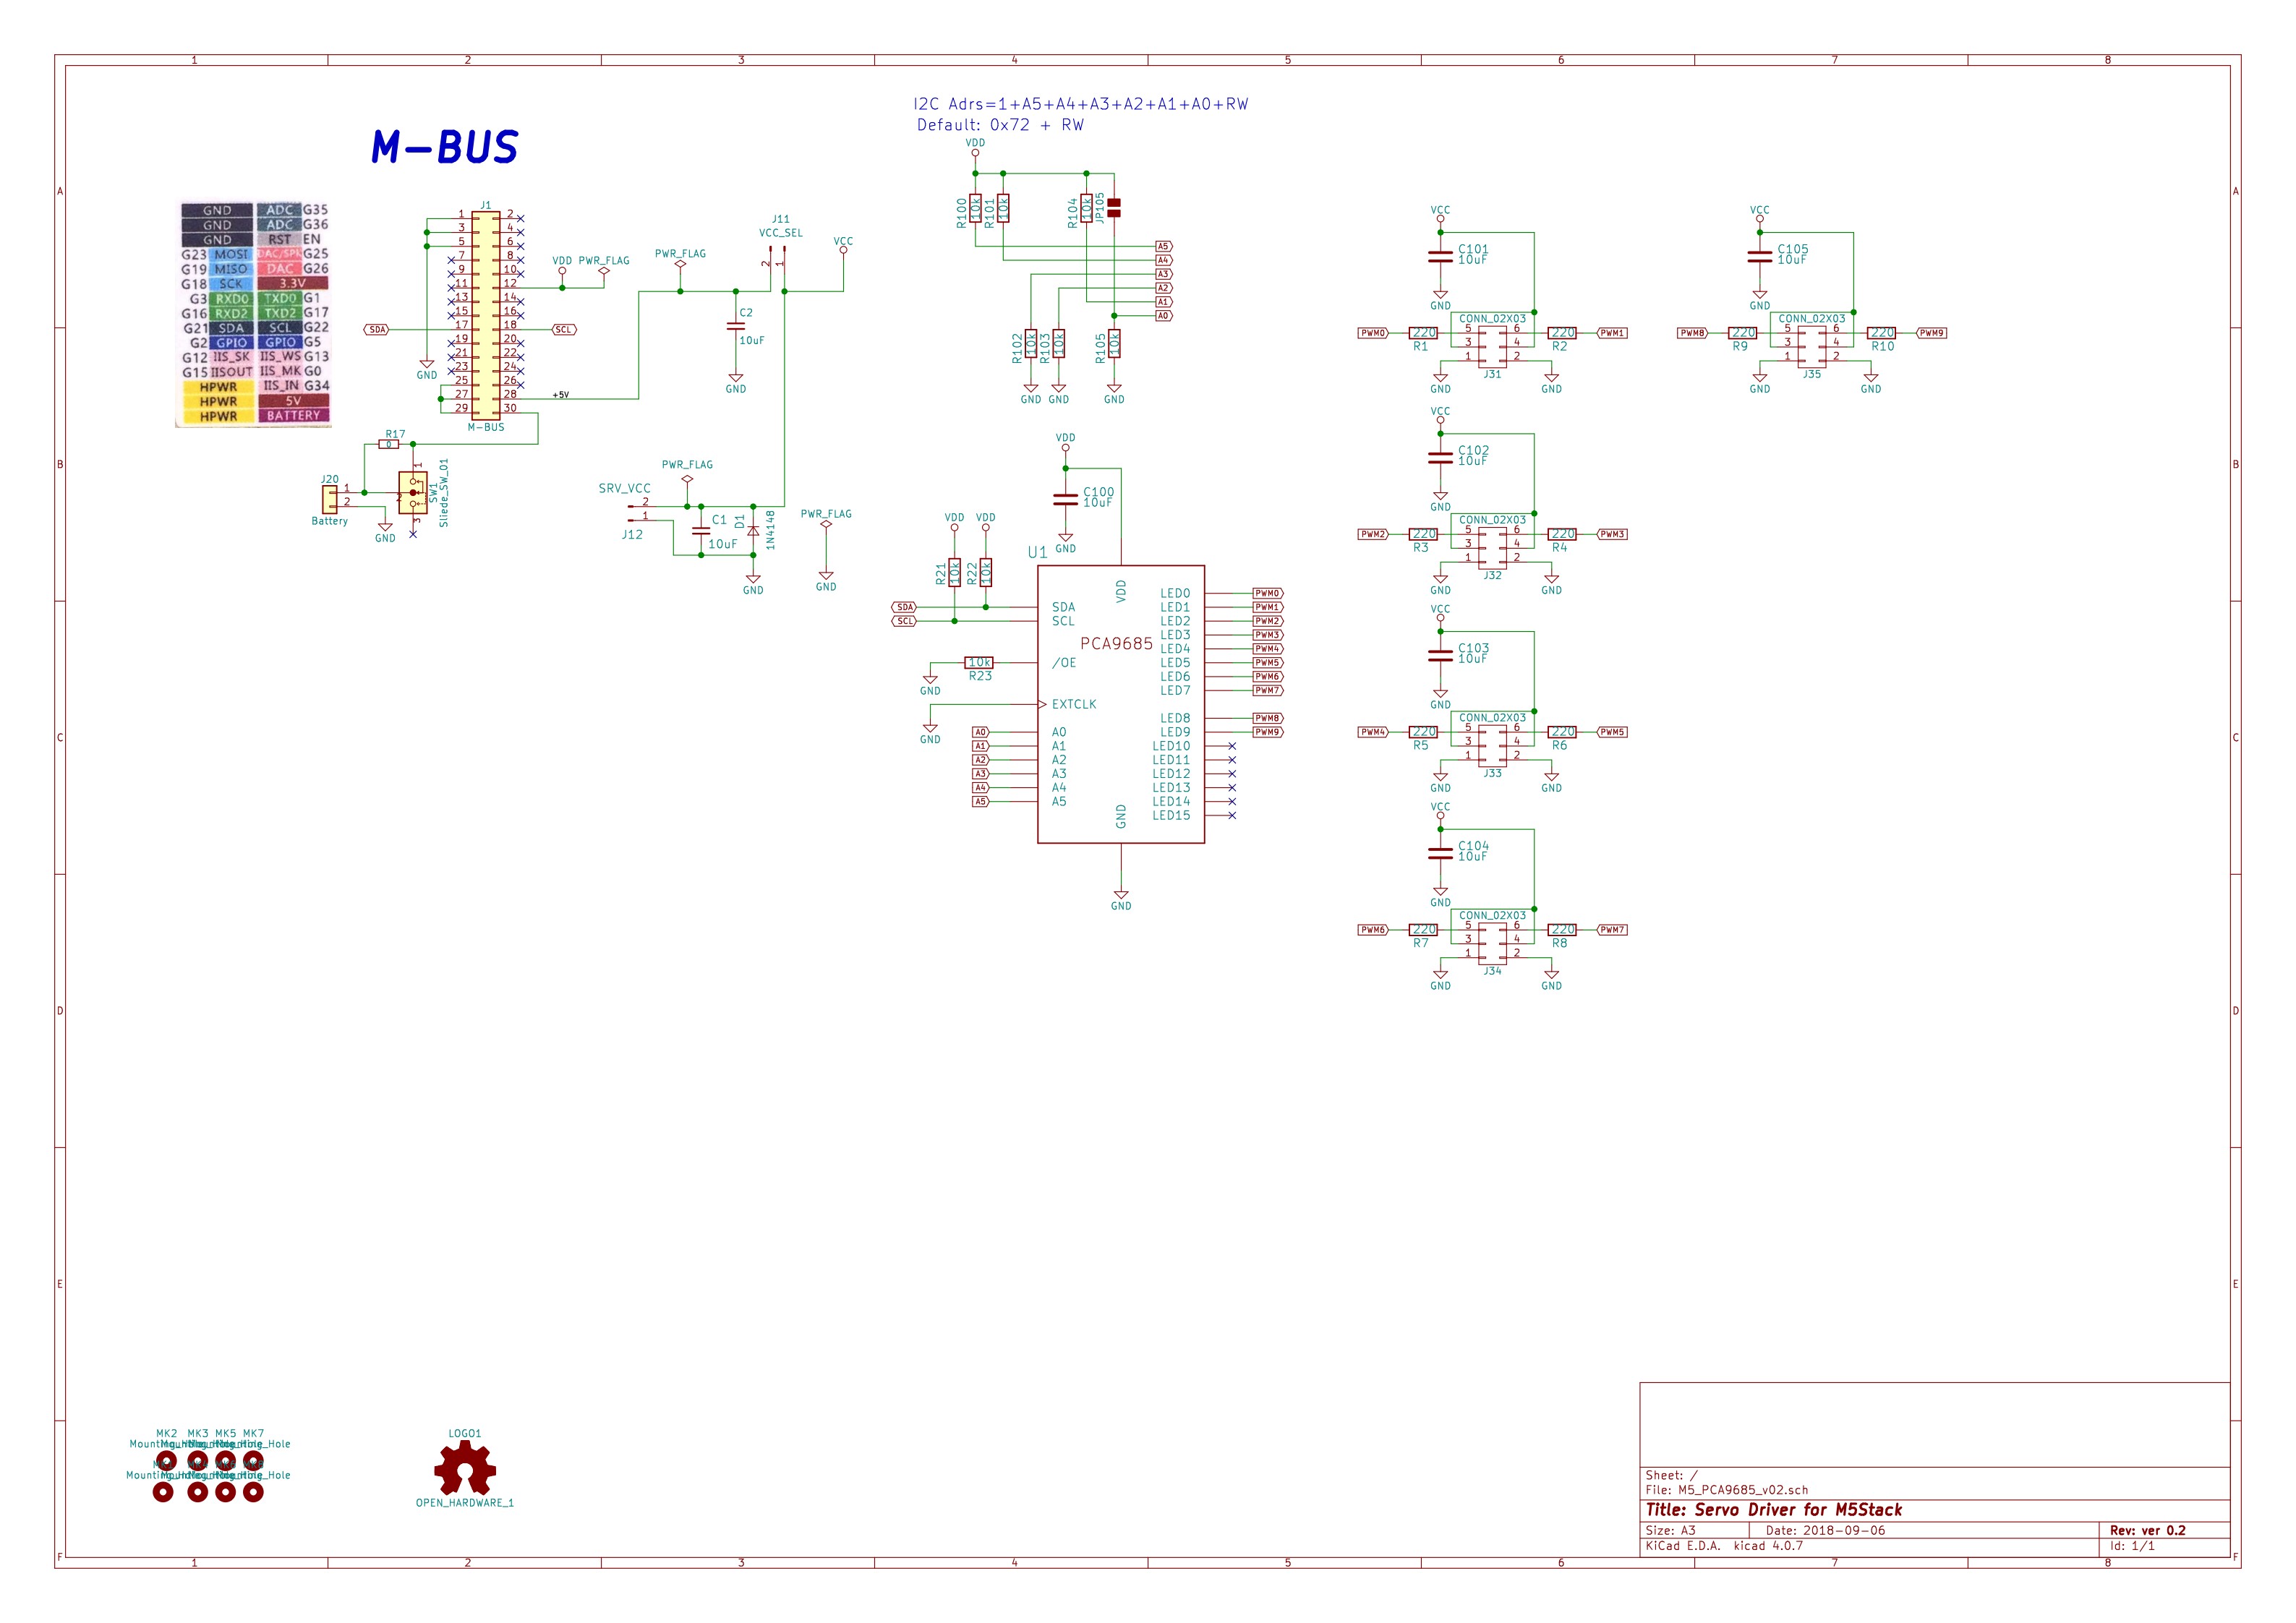 1 2 3 4 5 6 7 8
A
B
C
D
E
F
M-BUS
GND ADC G35
GND ADC G36
GND RST EN
G23 MOSI DAC/SPK G25
G19 MISO DAC G26
G18 SCK 3.3V
G3 RXD0 TXD0 G1
G16 RXD2 TXD2 G17
G21 SDA SCL G22
G2 GPIO GPIO G5
G12 IIS_SK IIS_WS G13
G15 IISOUT IIS_MK G0
HPWR IIS_IN G34
HPWR 5V
HPWR BATTERY
J1
1 2
3 4
5 6
7 8
9 10
11 12
13 14
15 16
17 18
19 20
21 22
23 24
25 26
27 28
29 30
M-BUS
SDA
SCL
GND
VDD
PWR_FLAG
+5V
R17
0
J20
1
2
Battery
GND
1
2
3
SW1
Sliede_SW_01
PWR_FLAG
J11
VCC_SEL
2 1
VCC
C2
10uF
GND
PWR_FLAG
SRV_VCC
2
1
J12
C1
10uF
D1
1N4148
GND
PWR_FLAG
GND
I2C Adrs=1+A5+A4+A3+A2+A1+A0+RW
Default: 0x72 + RW
VDD
R100 10k
R101 10k
R104 10k
JP105
A5
A4
A3
A2
A1
A0
R102 10k
R103 10k
R105 10k
GND GND GND
VDD
C100
10uF
GND
VDD VDD
R21 10k
R22 10k
U1
PCA9685
VDD
SDA SDA
SCL SCL
/OE
10k
R23
GND
EXTCLK
GND
A0 A0
A1 A1
A2 A2
A3 A3
A4 A4
A5 A5
GND
GND
LED0 PWM0
LED1 PWM1
LED2 PWM2
LED3 PWM3
LED4 PWM4
LED5 PWM5
LED6 PWM6
LED7 PWM7
LED8 PWM8
LED9 PWM9
LED10
LED11
LED12
LED13
LED14
LED15
VCC
C101
10uF
GND
CONN_02X03
PWM0 220 5 6 220 PWM1
R1 3 4 R2
1 2
GND J31 GND
VCC
C105
10uF
GND
CONN_02X03
PWM8 220 5 6 220 PWM9
R9 3 4 R10
1 2
GND J35 GND
VCC
C102
10uF
GND
CONN_02X03
PWM2 220 5 6 220 PWM3
R3 3 4 R4
1 2
GND J32 GND
VCC
C103
10uF
GND
CONN_02X03
PWM4 220 5 6 220 PWM5
R5 3 4 R6
1 2
GND J33 GND
VCC
C104
10uF
GND
CONN_02X03
PWM6 220 5 6 220 PWM7
R7 3 4 R8
1 2
GND J34 GND
MK2 MK3 MK5 MK7
LOGO1
OPEN_HARDWARE_1
Sheet: /
File: M5_PCA9685_v02.sch
Title: Servo Driver for M5Stack
Size: A3 Date: 2018-09-06 Rev: ver 0.2
KiCad E.D.A. kicad 4.0.7 Id: 1/1
1 2 3 4 5 6 7 8
A
B
C
D
E
F